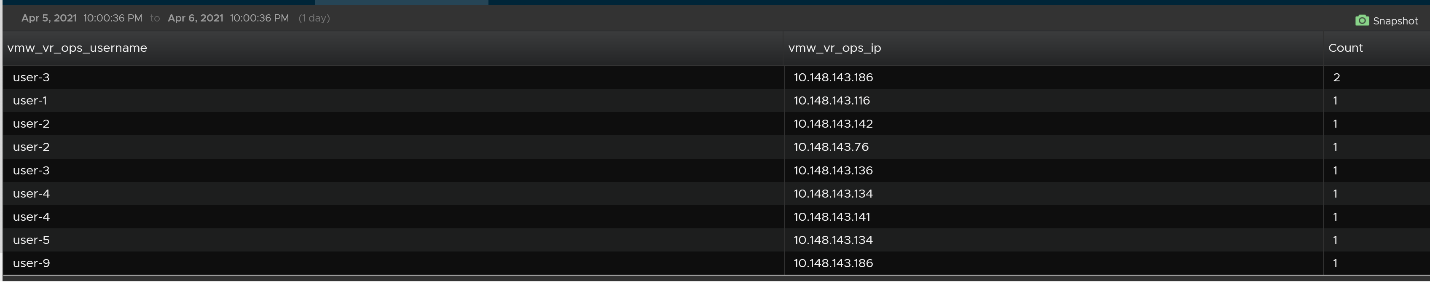 Apr 5, 2021 10:00:36 PM to Apr 6, 2021 10:00:36 PM (1 day)
Snapshot
vmw_vr_ops_username vmw_vr_ops_ip Count
user-3 10.148.143.186 2
user-1 10.148.143.116 1
user-2 10.148.143.142 1
user-2 10.148.143.76 1
user-3 10.148.143.136 1
user-4 10.148.143.134 1
user-4 10.148.143.141 1
user-5 10.148.143.134 1
user-9 10.148.143.186 1